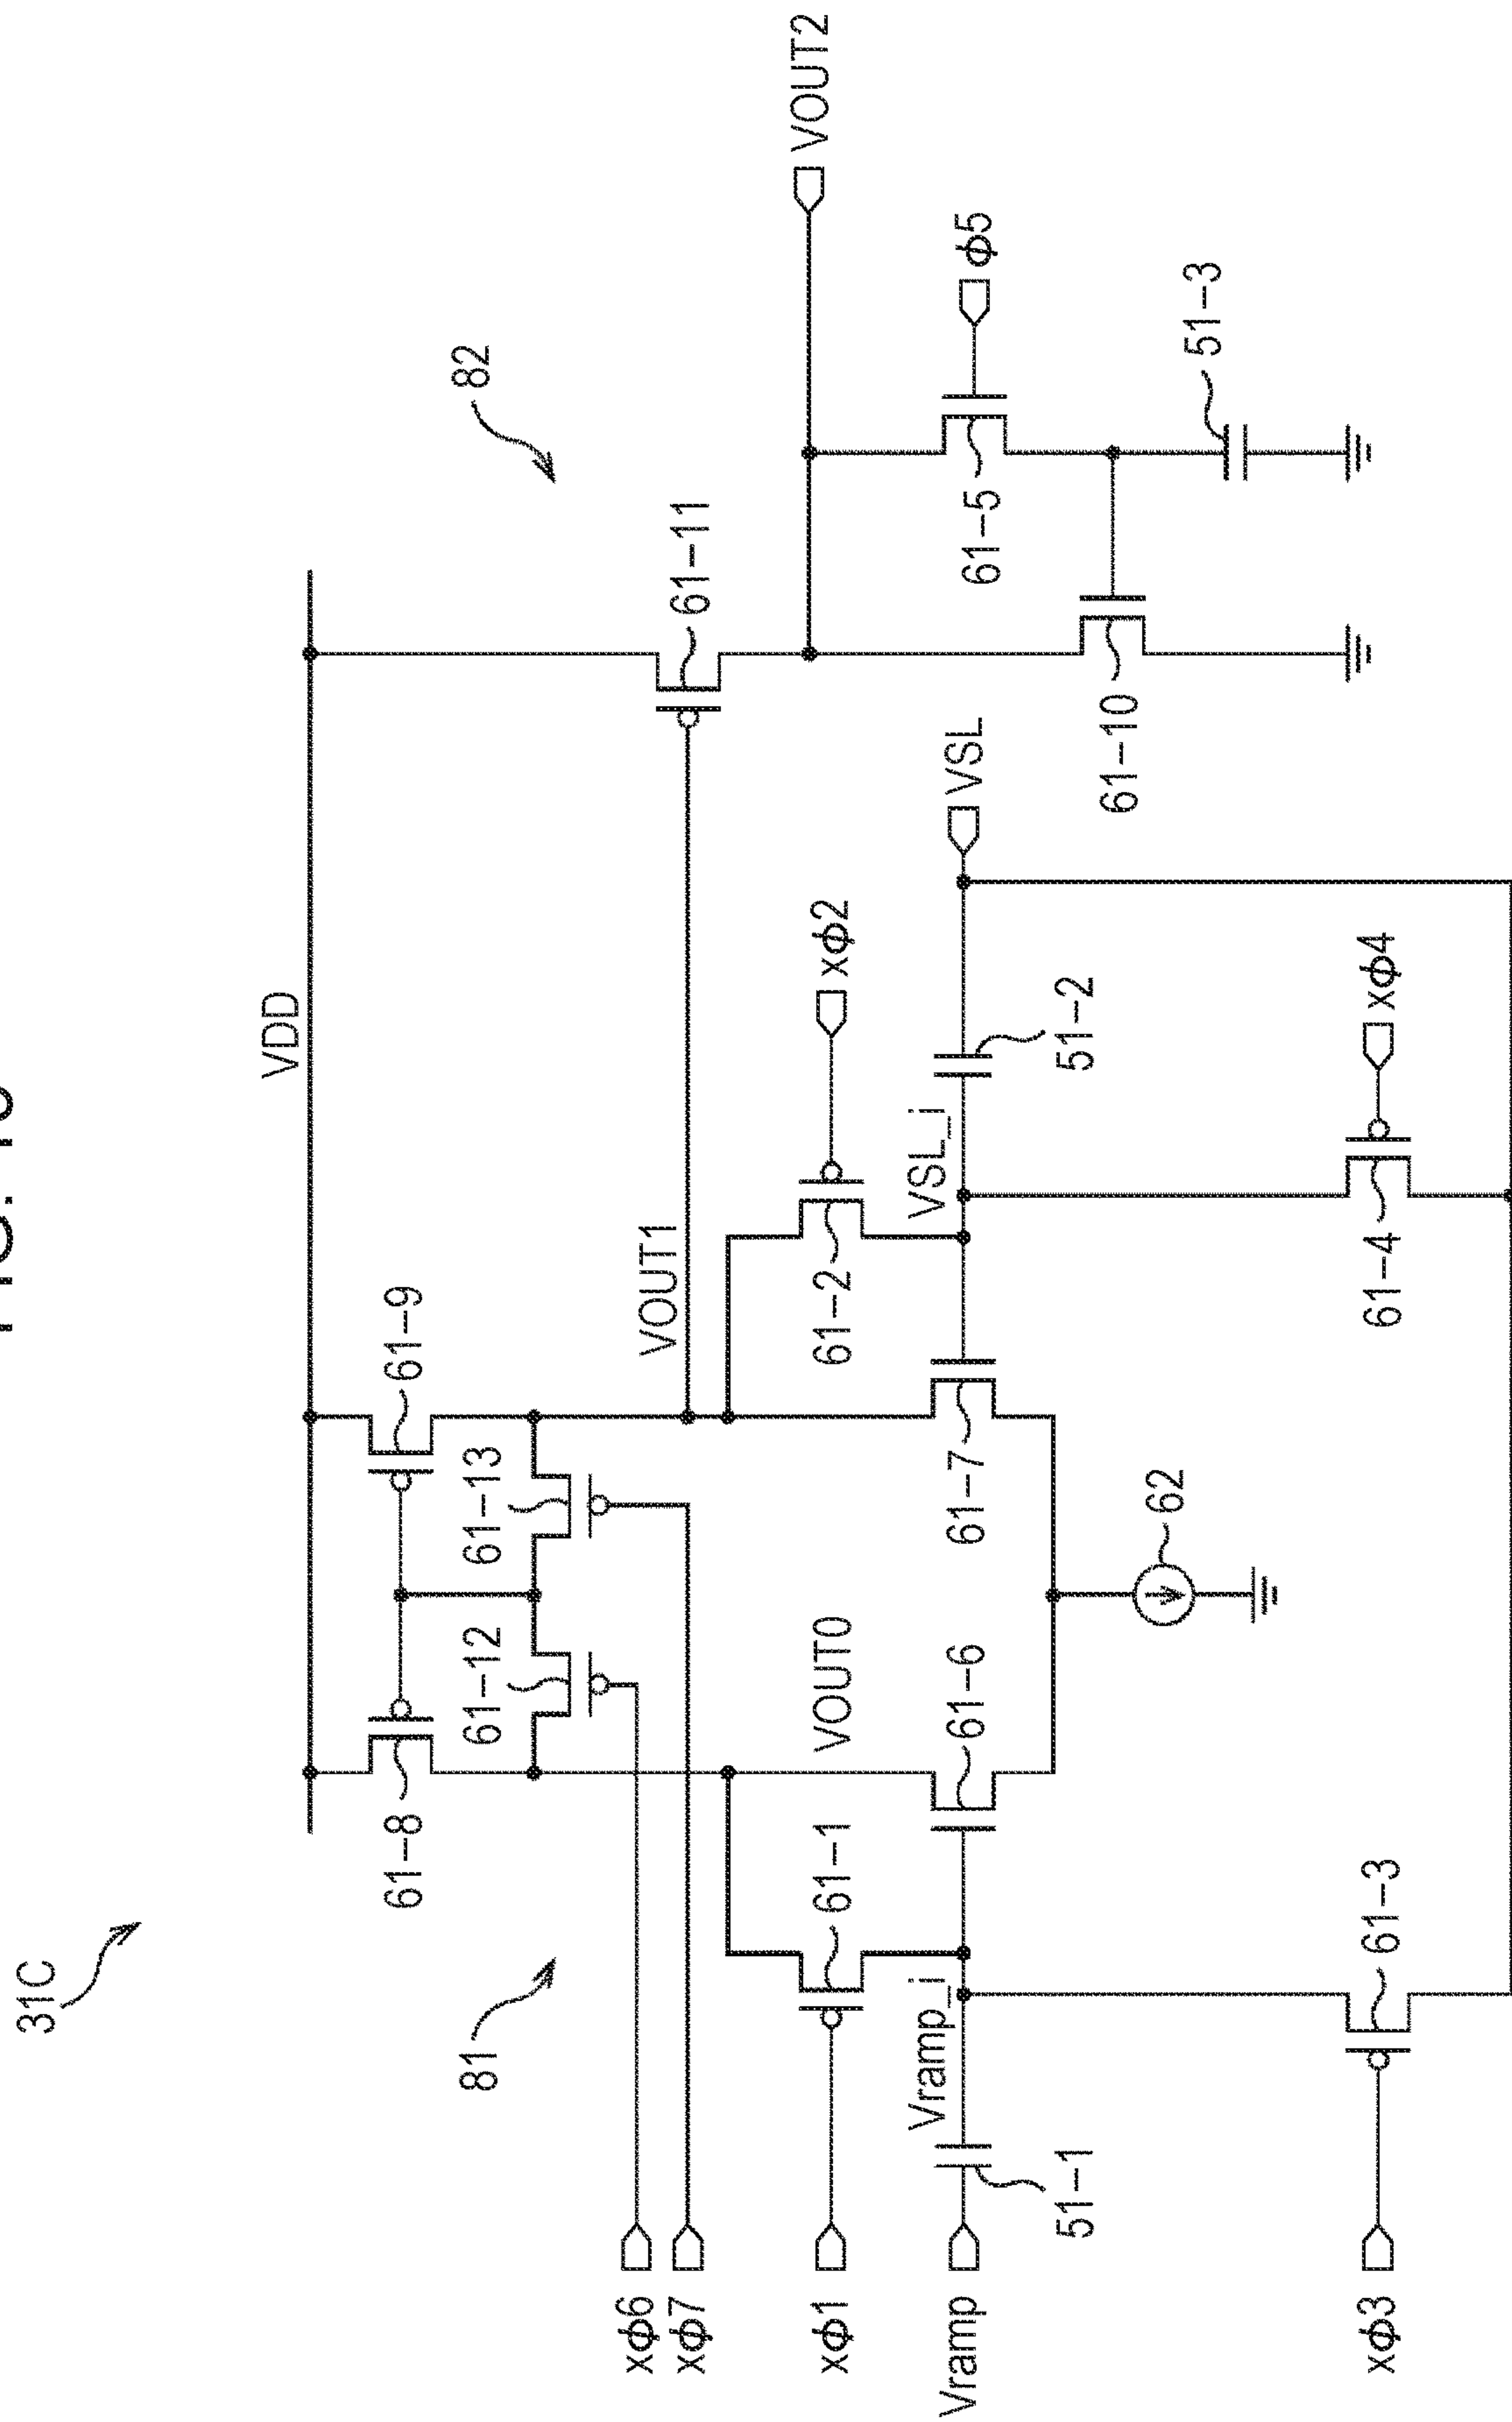 31C
VDD
61-8
61-9
61-12
61-13
81
82
xϕ6
xϕ7
VOUT1
61-11
VOUT2
xϕ1
61-1
VOUT0
61-2
xϕ2
Vramp
Vramp_i
51-1
61-6
61-7
VSL_i
51-2
VSL
61-5
ϕ5
62
61-10
51-3
xϕ3
61-3
61-4
xϕ4